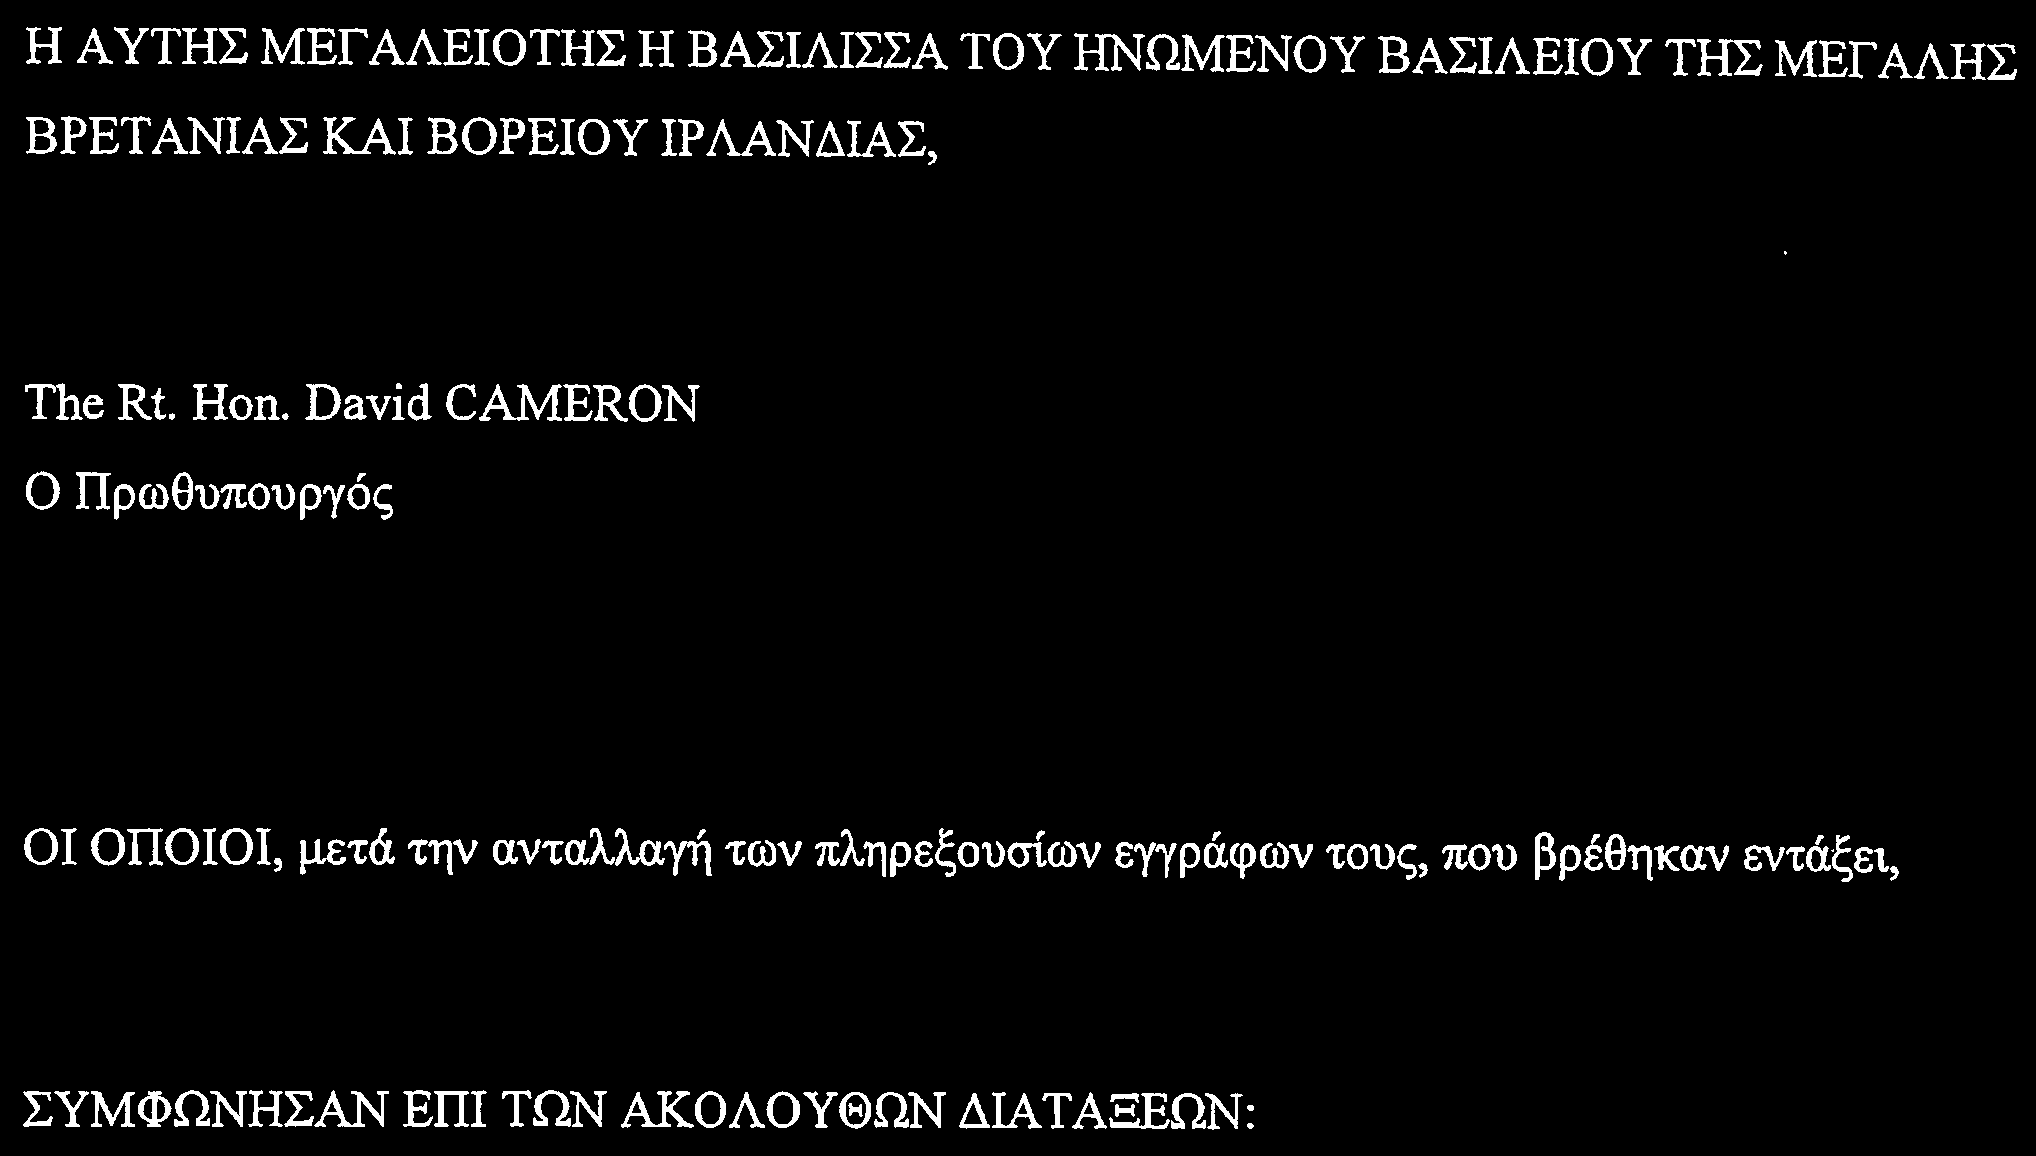 Η ΑΥΤΗΣ ΜΕΓΑΛΕΙΟΤΗΣ Η ΒΑΣΙΛΙΣΣΑ ΤΟΥ ΗΝΩΜΕΝΟΥ ΒΑΣΙΛΕΙΟΥ ΤΗΣ ΜΕΓΑΛΗΣ
ΒΡΕΤΑΝΙΑΣ ΚΑΙ ΒΟΡΕΙΟΥ ΙΡΛΑΝΔΙΑΣ,
The Rt. Hon. David CAMERON
Ο Πρωθυπουργός
ΟΙ ΟΠΟΙΟΙ, μετά την ανταλλαγή των πληρεξουσίων εγγράφων τους, που βρέθηκαν εντάξει,
ΣΥΜΦΩΝΗΣΑΝ ΕΠΙ ΤΩΝ ΑΚΟΛΟΥΘΩΝ ΔΙΑΤΑΞΕΩΝ: